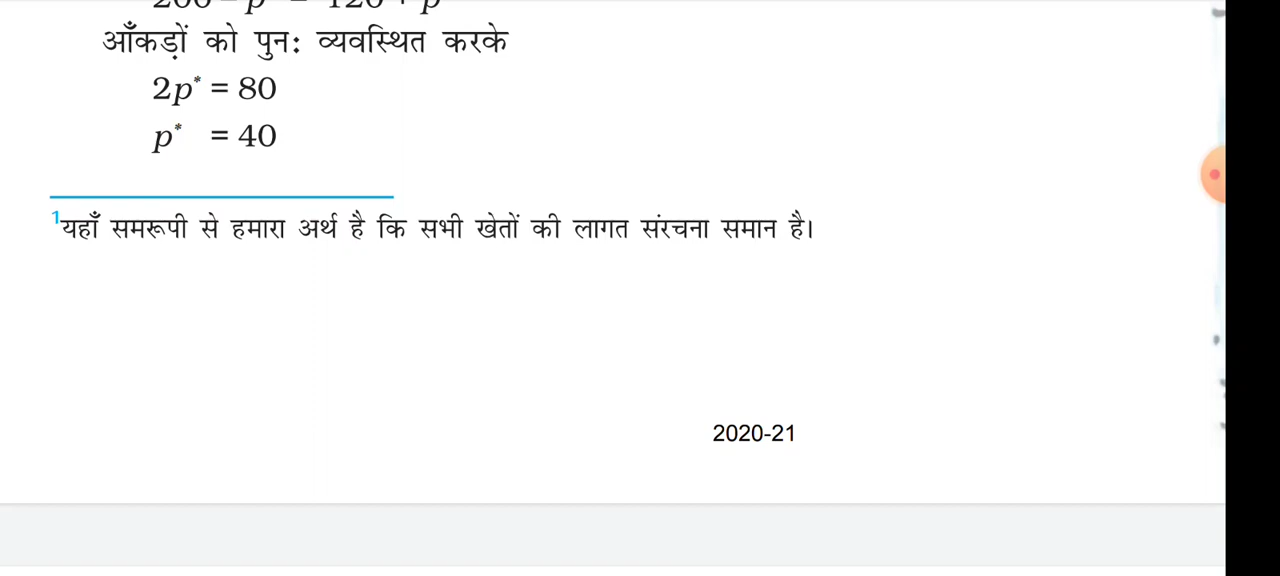 आँकड़ों को पुन: व्यवस्थित करके
2p* = 80
p* = 40
¹यहाँ समरूपी से हमारा अर्थ है कि सभी खेतों की लागत संरचना समान है।
2020-21